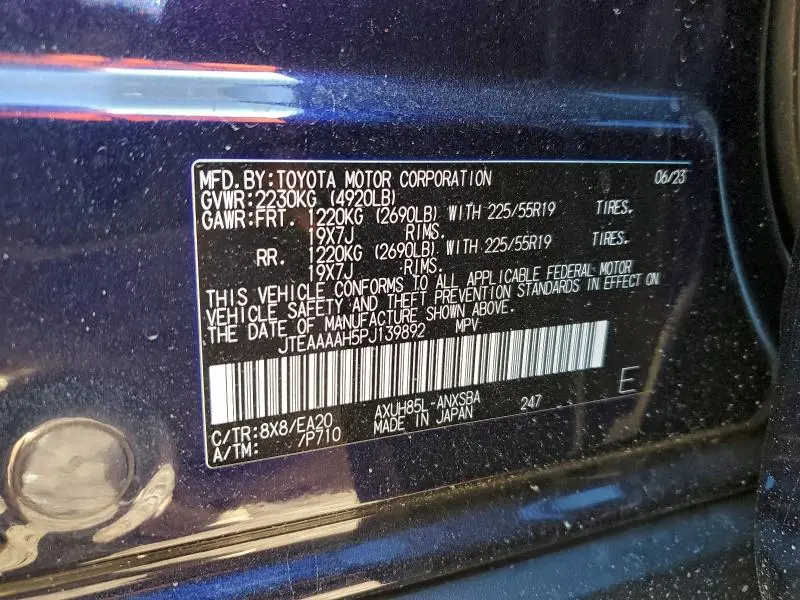 MFD.BY:TOYOTA MOTOR CORPORATION 06/23
GVWR:2230KG (4920LB)
GAWR:FRT. 1220KG (2690LB) WITH 225/55R19 TIRES.
19X7J RIMS.
RR. 1220KG (2690LB) WITH 225/55R19 TIRES.
19X7J RIMS.
THIS VEHICLE CONFORMS TO ALL APPLICABLE FEDERAL MOTOR
VEHICLE SAFETY AND THEFT PREVENTION STANDARDS IN EFFECT ON
THE DATE OF MANUFACTURE SHOWN ABOVE.
JTEAAAAH5PJ139892 MPV
E
C/TR:8X8/EA20 AXUH85L-ANXSBA 247
A/TM: /P710 MADE IN JAPAN